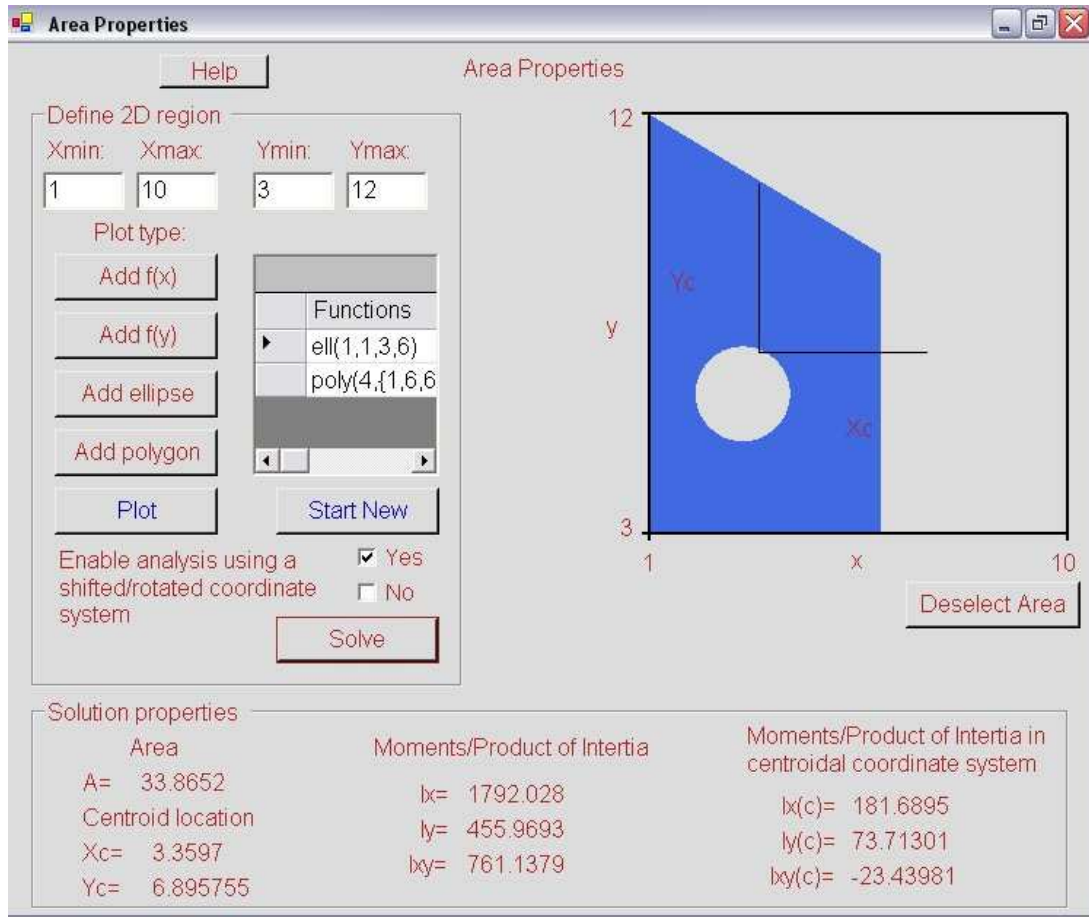 Area Properties
Help
Area Properties
Define 2D region
Xmin: Xmax: Ymin: Ymax:
1 10 3 12
Plot type:
Add f(x)
Add f(y)
Add ellipse
Add polygon
Functions
ell(1,1,3,6)
poly(4,{1,6,6
Plot
Start New
Enable analysis using a
shifted/rotated coordinate
system
Yes
No
Solve
12
Yc
y
Xc
3
1 x 10
Deselect Area
Solution properties
Area
A= 33.8652
Centroid location
Xc= 3.3597
Yc= 6.895755
Moments/Product of Intertia
Ix= 1792.028
Iy= 455.9693
Ixy= 761.1379
Moments/Product of Intertia in
centroidal coordinate system
Ix(c)= 181.6895
Iy(c)= 73.71301
Ixy(c)= -23.43981